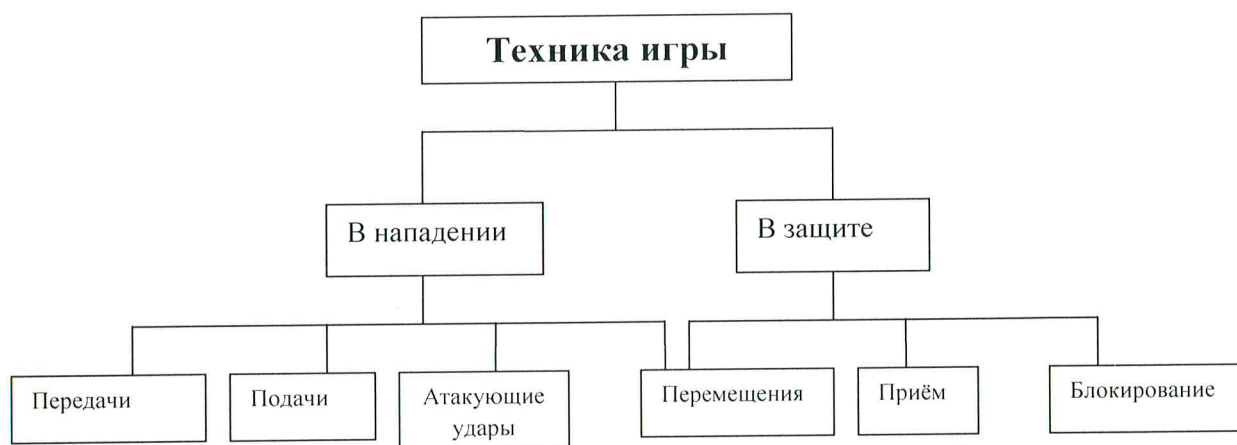 Техника игры
В нападении
В защите
Передачи
Подачи
Атакующие
удары
Перемещения
Приём
Блокирование